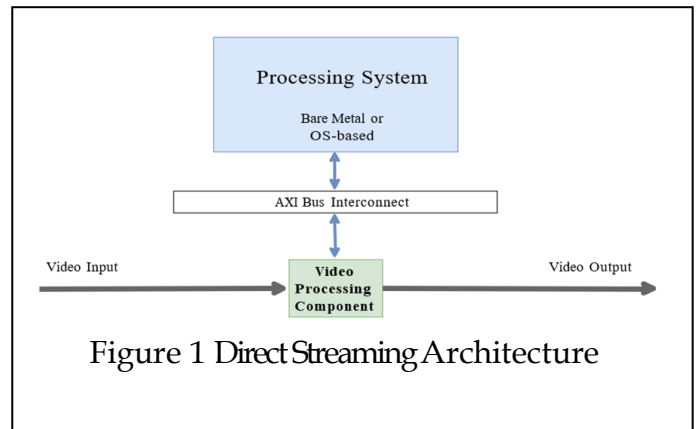 Processing System
Bare Metal or
OS-based
AXI Bus Interconnect
Video Input
Video Output
Video
Processing
Component
Figure 1 Direct Streaming Architecture